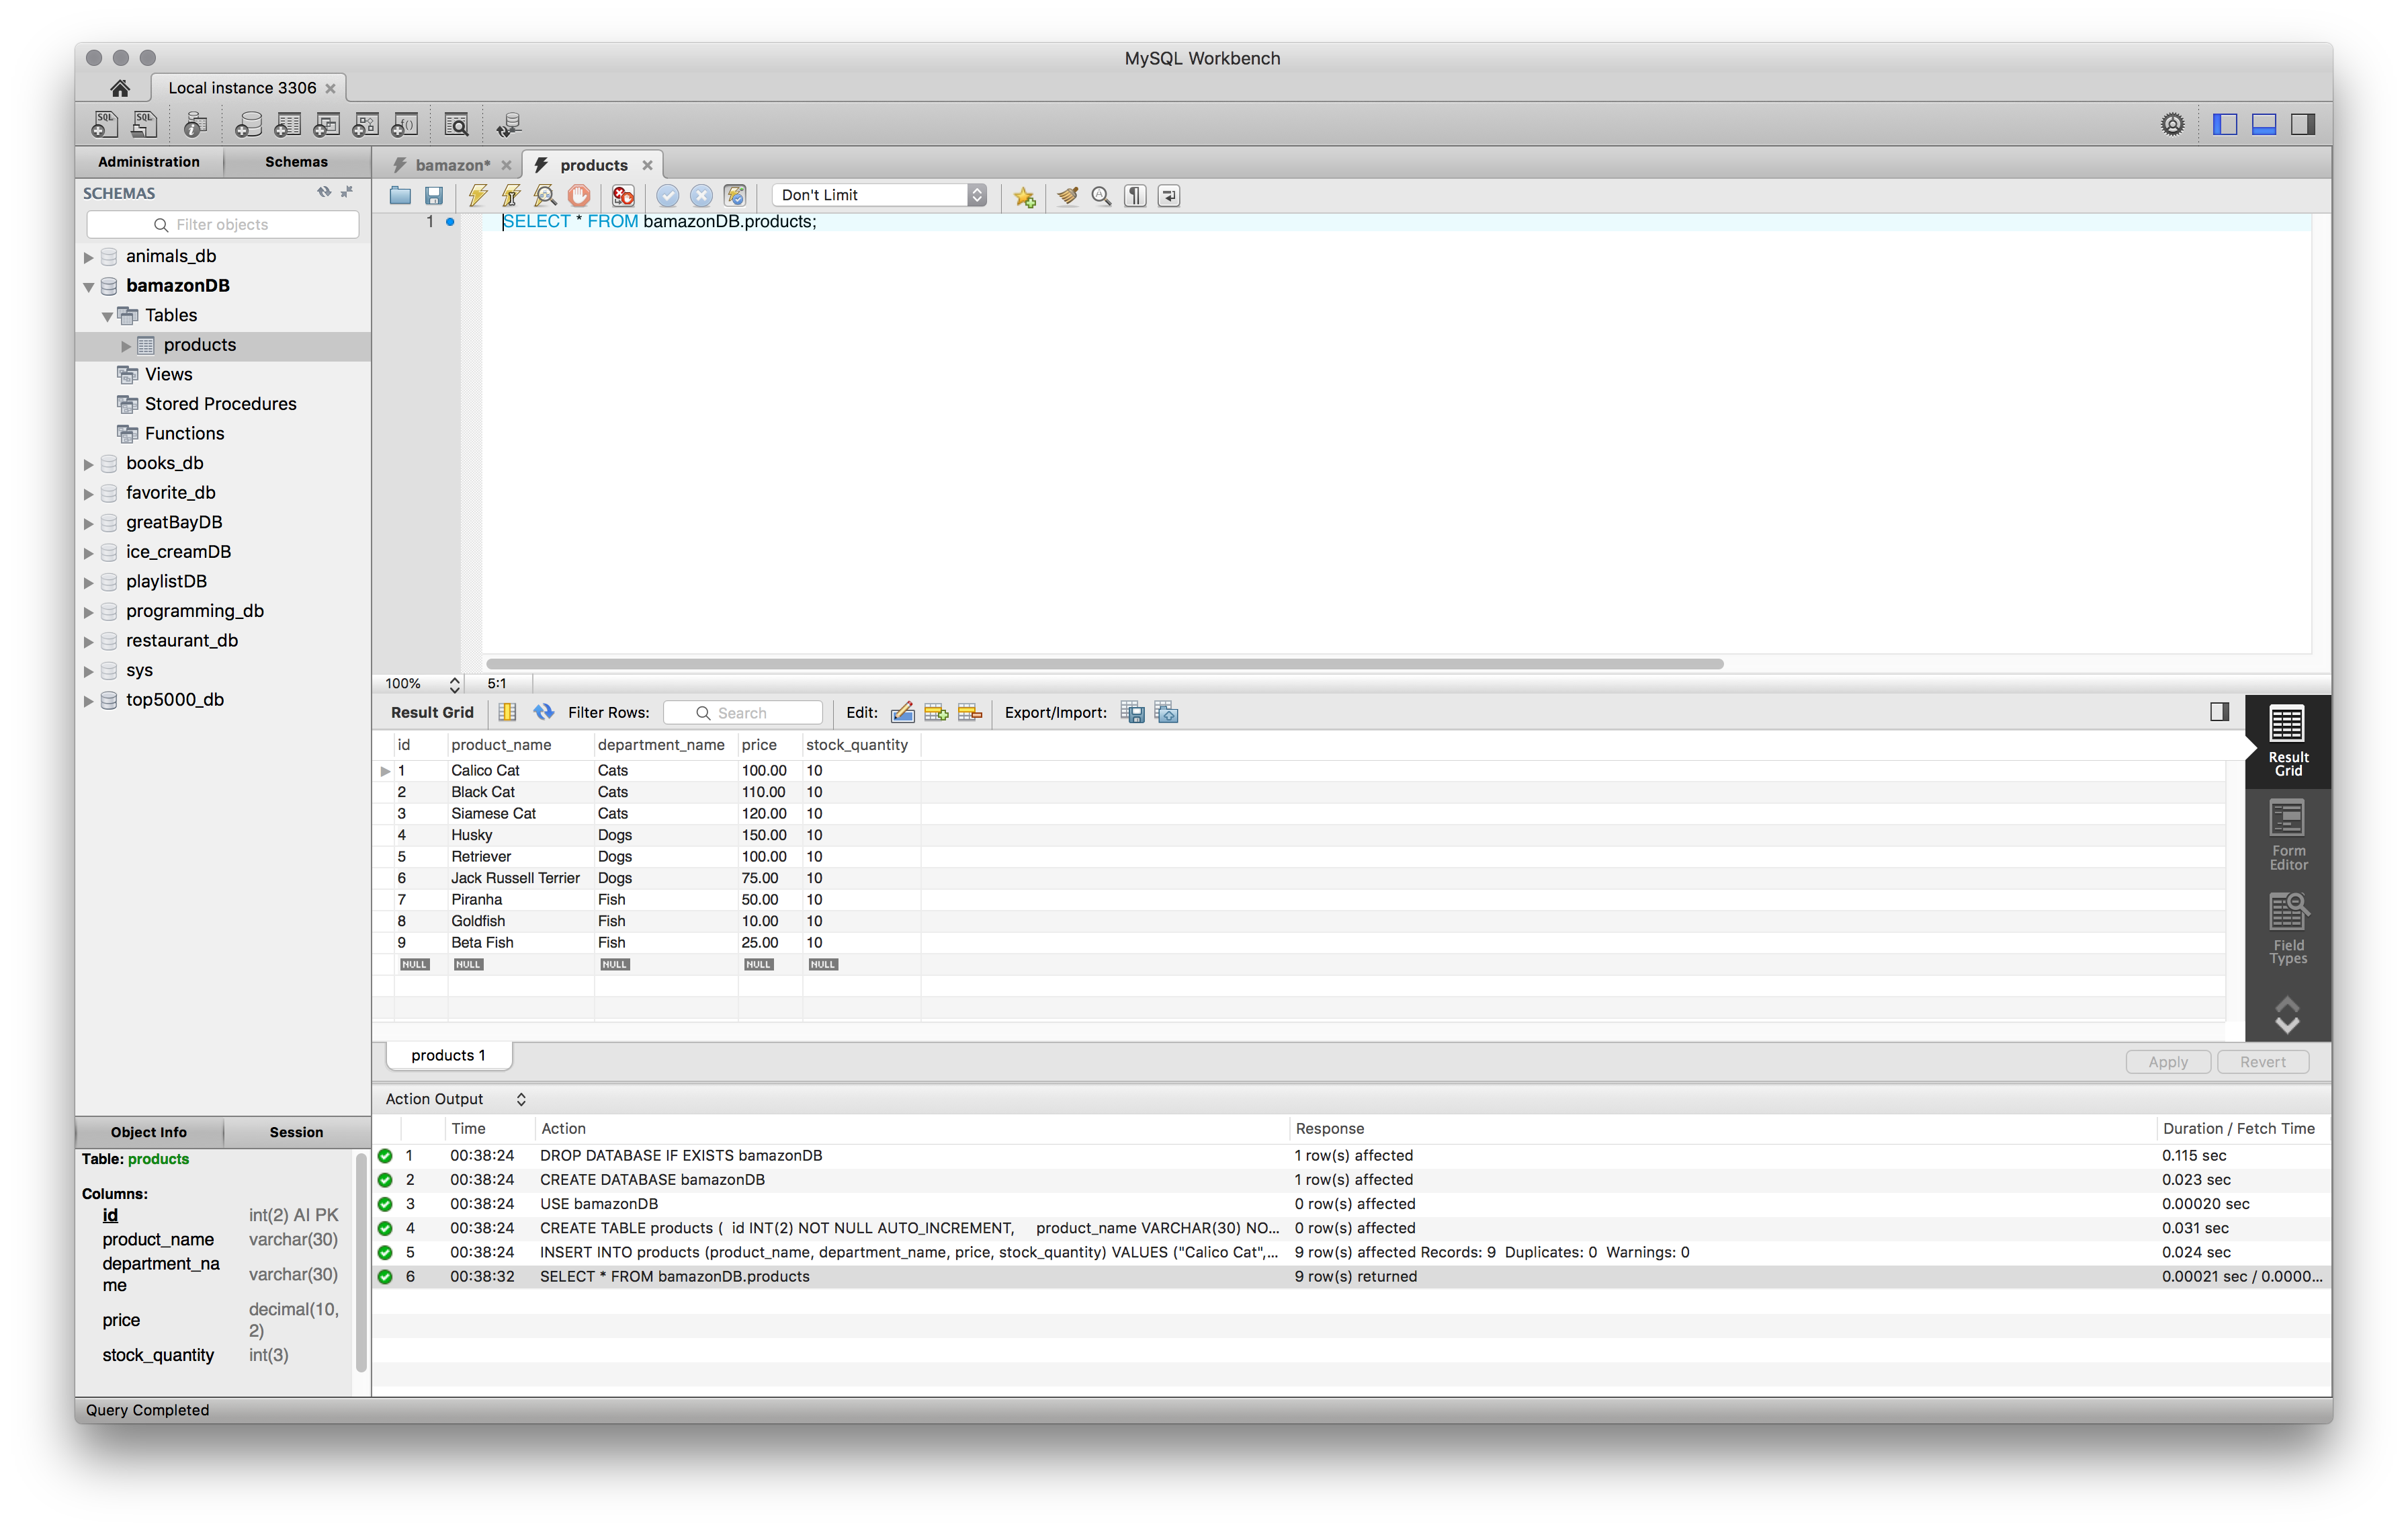 MySQL Workbench
Local instance 3306
SQL SQL
Administration Schemas
bamazon* products
SCHEMAS
Don't Limit
Filter objects
1 SELECT * FROM bamazonDB.products;
animals_db
bamazonDB
Tables
products
Views
Stored Procedures
Functions
books_db
favorite_db
greatBayDB
ice_creamDB
playlistDB
programming_db
restaurant_db
sys
top5000_db
100% 5:1
Result Grid Filter Rows: Search Edit: Export/Import:
id product_name department_name price stock_quantity
1 Calico Cat Cats 100.00 10
2 Black Cat Cats 110.00 10
3 Siamese Cat Cats 120.00 10
4 Husky Dogs 150.00 10
5 Retriever Dogs 100.00 10
6 Jack Russell Terrier Dogs 75.00 10
7 Piranha Fish 50.00 10
8 Goldfish Fish 10.00 10
9 Beta Fish Fish 25.00 10
NULL NULL NULL NULL NULL
Result
Grid
Form
Editor
Field
Types
products 1
Apply Revert
Action Output
Time Action Response Duration / Fetch Time
1 00:38:24 DROP DATABASE IF EXISTS bamazonDB 1 row(s) affected 0.115 sec
2 00:38:24 CREATE DATABASE bamazonDB 1 row(s) affected 0.023 sec
3 00:38:24 USE bamazonDB 0 row(s) affected 0.00020 sec
4 00:38:24 CREATE TABLE products ( id INT(2) NOT NULL AUTO_INCREMENT, product_name VARCHAR(30) NO... 0 row(s) affected 0.031 sec
5 00:38:24 INSERT INTO products (product_name, department_name, price, stock_quantity) VALUES ("Calico Cat",... 9 row(s) affected Records: 9 Duplicates: 0 Warnings: 0 0.024 sec
6 00:38:32 SELECT * FROM bamazonDB.products 9 row(s) returned 0.00021 sec / 0.0000...
Object Info Session
Table: products
Columns:
id int(2) AI PK
product_name varchar(30)
department_na
me varchar(30)
price decimal(10,
2)
stock_quantity int(3)
Query Completed